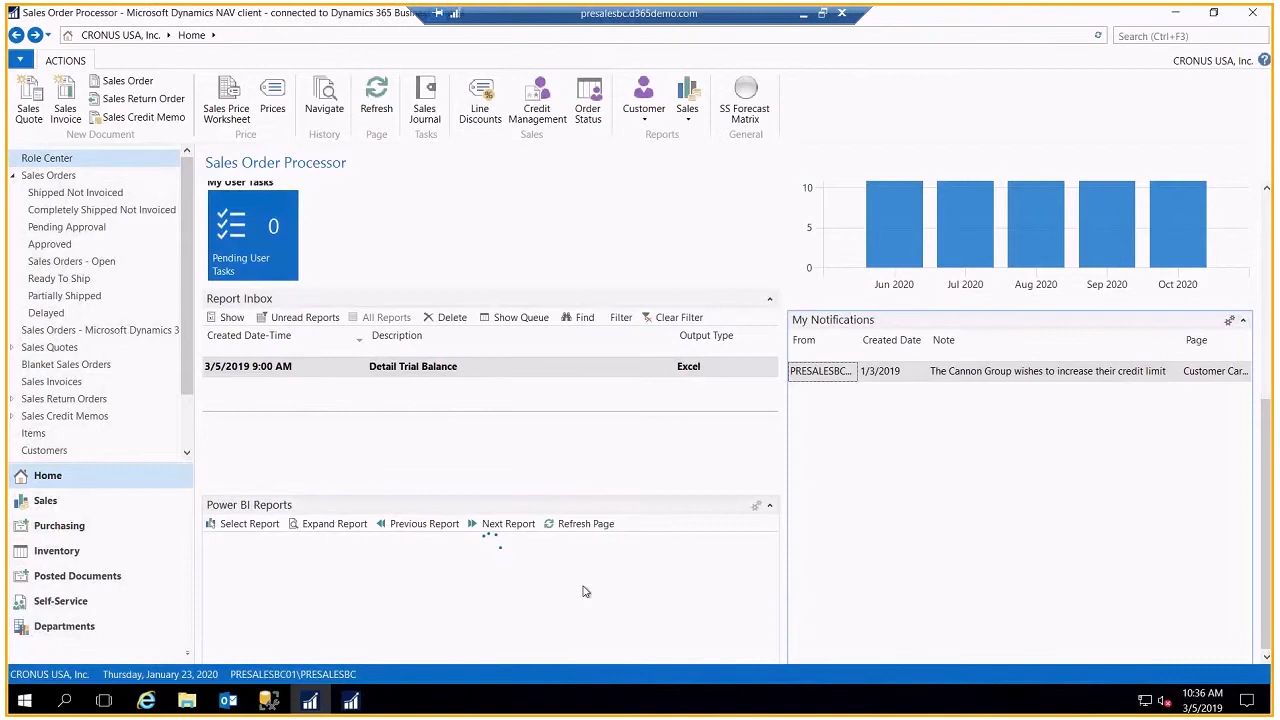 Sales Order Processor - Microsoft Dynamics NAV client - connected to Dynamics 365 Busi
presalesbc.d365demo.com
CRONUS USA, Inc.
Home
Search (Ctrl+F3)
ACTIONS
CRONUS USA, Inc.
Sales Quote
Sales Invoice
Sales Order
Sales Return Order
Sales Credit Memo
New Document
Sales Price Worksheet
Prices
Price
Navigate
History
Refresh
Page
Sales Journal
Tasks
Line Discounts
Credit Management
Order Status
Sales
Customer
Sales
Reports
SS Forecast Matrix
General
Role Center
Sales Orders
Shipped Not Invoiced
Completely Shipped Not Invoiced
Pending Approval
Approved
Sales Orders - Open
Ready To Ship
Partially Shipped
Delayed
Sales Orders - Microsoft Dynamics 3
Sales Quotes
Blanket Sales Orders
Sales Invoices
Sales Return Orders
Sales Credit Memos
Items
Customers
Home
Sales
Purchasing
Inventory
Posted Documents
Self-Service
Departments
Sales Order Processor
My User Tasks
0
Pending User
Tasks
Report Inbox
Show Unread Reports All Reports Delete Show Queue Find Filter Clear Filter
Created Date-Time Description Output Type
3/5/2019 9:00 AM Detail Trial Balance Excel
Power BI Reports
Select Report Expand Report Previous Report Next Report Refresh Page
10
5
0
Jun 2020 Jul 2020 Aug 2020 Sep 2020 Oct 2020
My Notifications
From Created Date Note Page
PRESALESBC... 1/3/2019 The Cannon Group wishes to increase their credit limit Customer Car...
CRONUS USA, Inc. Thursday, January 23, 2020 PRESALESBC01\PRESALESBC
10:36 AM
3/5/2019